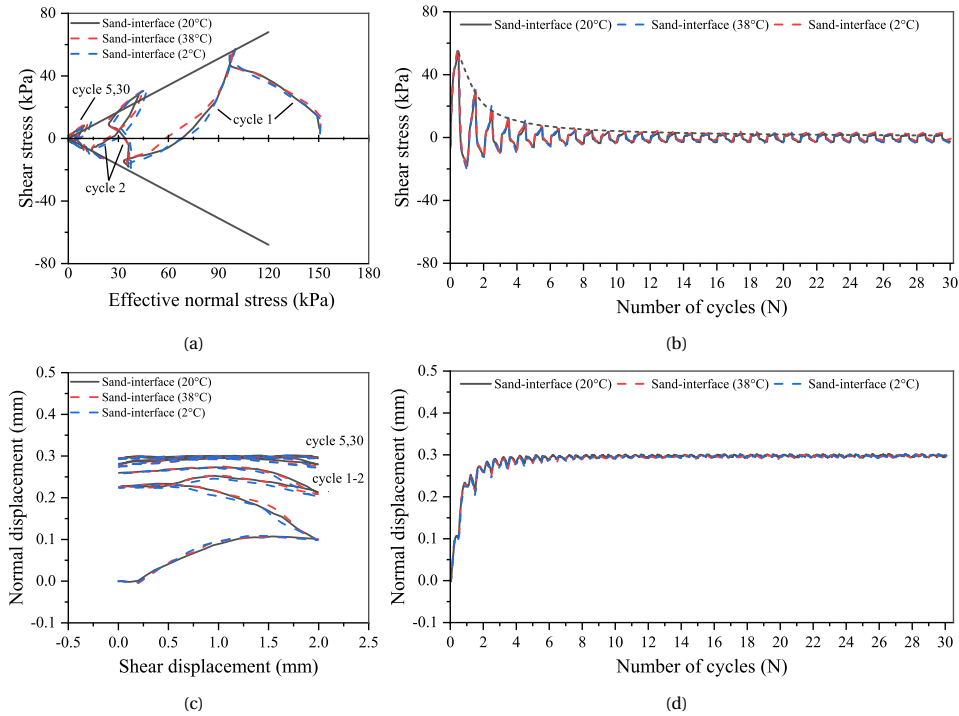 (a)
Sand-interface (20°C)
Sand-interface (38°C)
Sand-interface (2°C)
cycle 5,30
cycle 1
cycle 2
80
40
0
-40
-80
Shear stress (kPa)
0 30 60 90 120 150 180
Effective normal stress (kPa)
(b)
Sand-interface (20°C) Sand-interface (38°C) Sand-interface (2°C)
80
40
0
-40
-80
Shear stress (kPa)
0 2 4 6 8 10 12 14 16 18 20 22 24 26 28 30
Number of cycles (N)
(c)
Sand-interface (20°C)
Sand-interface (38°C)
Sand-interface (2°C)
cycle 5,30
cycle 1-2
0.5
0.4
0.3
0.2
0.1
0.0
-0.1
Normal displacement (mm)
-0.5 0.0 0.5 1.0 1.5 2.0 2.5
Shear displacement (mm)
(d)
Sand-interface (20°C) Sand-interface (38°C) Sand-interface (2°C)
0.5
0.4
0.3
0.2
0.1
0.0
-0.1
Normal displacement (mm)
0 2 4 6 8 10 12 14 16 18 20 22 24 26 28 30
Number of cycles (N)